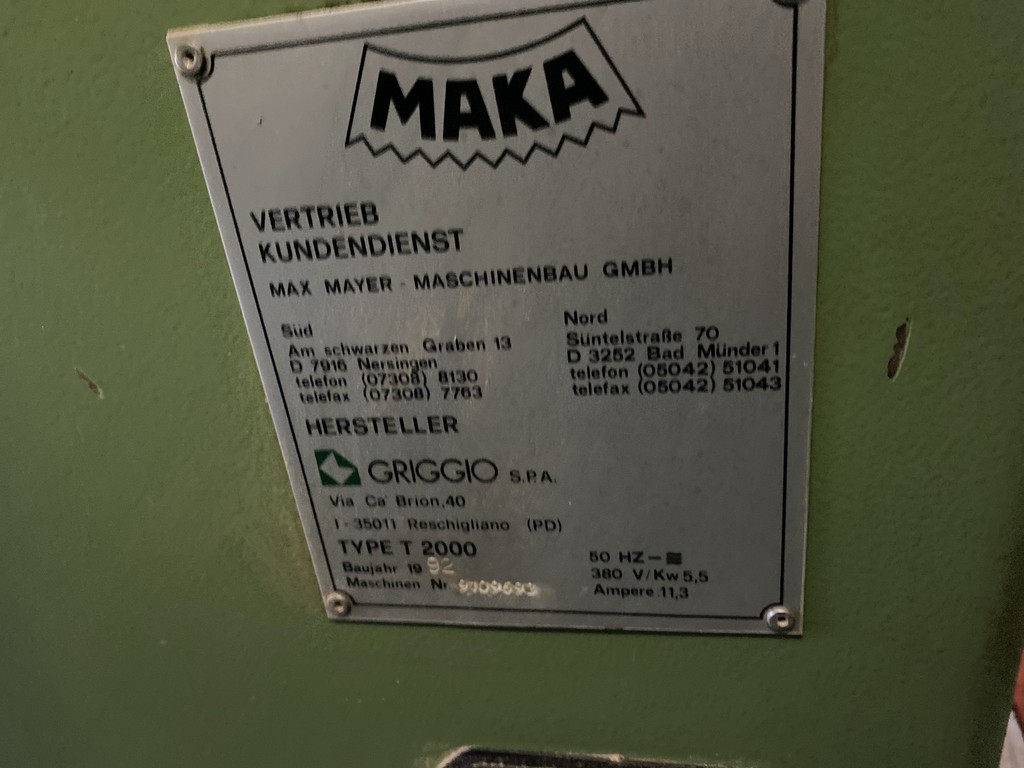 MAKA
VERTRIEB
KUNDENDIENST
MAX MAYER - MASCHINENBAU GMBH
Süd
Am schwarzen Graben 13
D 7916 Nersingen
telefon (07308) 8130
telefax (07308) 7763
Nord
Süntelstraße 70
D 3252 Bad Münder 1
telefon (05042) 51041
telefax (05042) 51043
HERSTELLER
GRIGGIO S.P.A.
Via Ca' Brion, 40
I - 35011 Reschigliano (PD)
TYPE T 2000
Baujahr 19 92
Maschinen Nr
50 HZ
380 V/Kw 5,5
Ampere 11,3